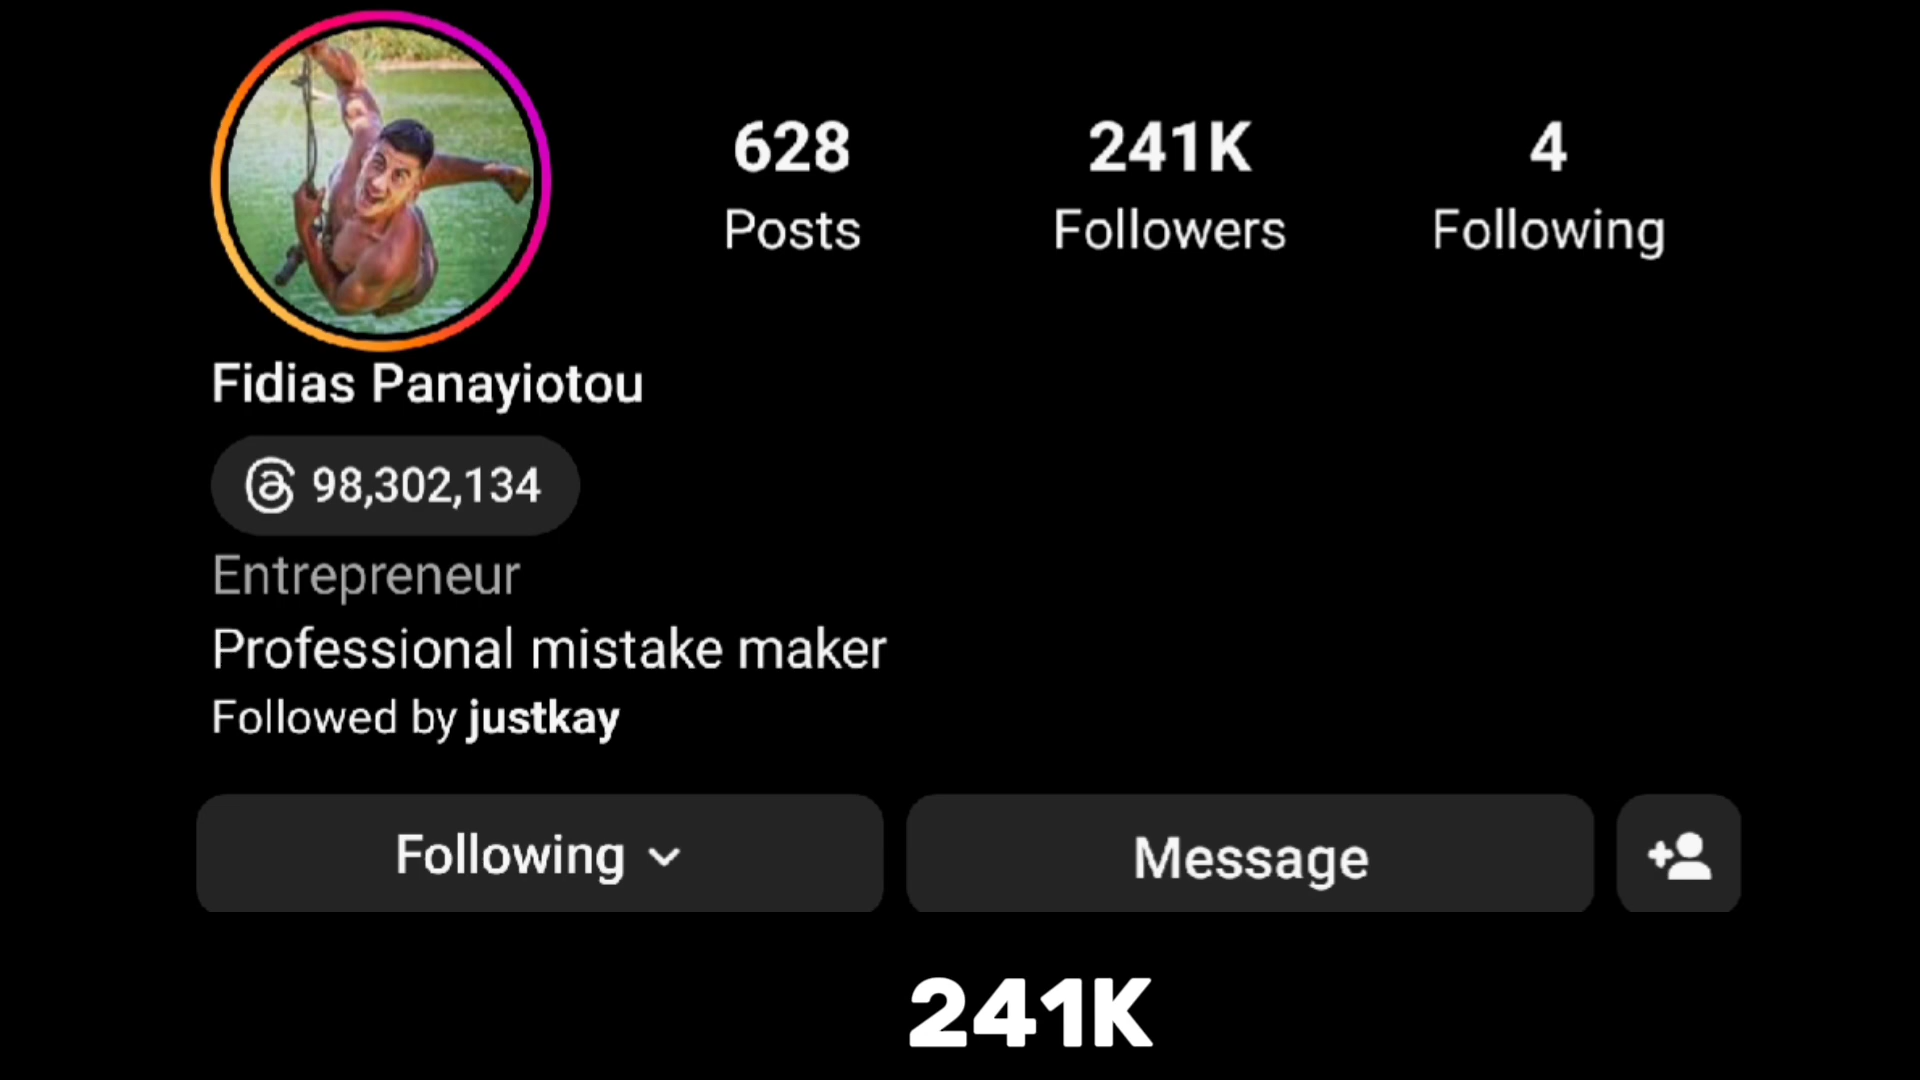 628
Posts
241K
Followers
4
Following
Fidias Panayiotou
98,302,134
Entrepreneur
Professional mistake maker
Followed by justkay
Following
Message
241K